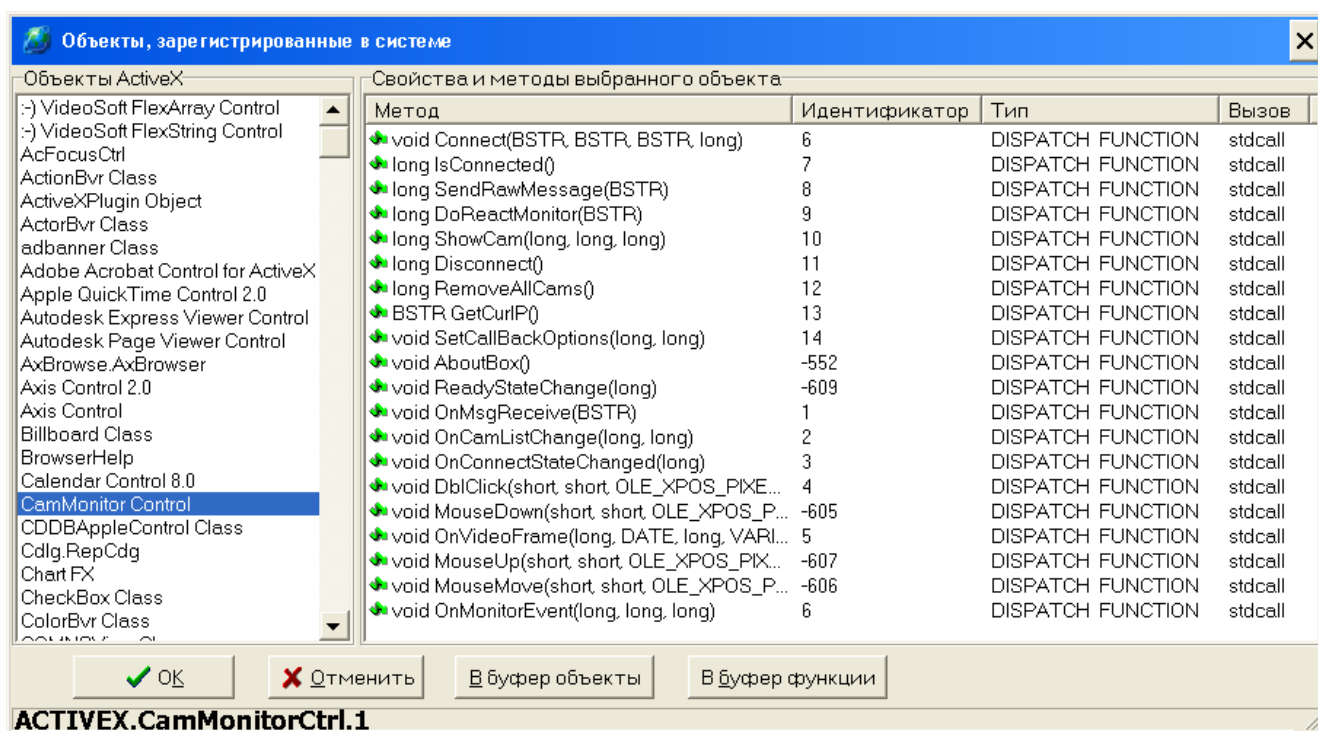 Объекты, зарегистрированные в системе
Объекты ActiveX
:-) VideoSoft FlexArray Control
:-) VideoSoft FlexString Control
AcFocusCtrl
ActionBvr Class
ActiveXPlugin Object
ActorBvr Class
adbanner Class
Adobe Acrobat Control for ActiveX
Apple QuickTime Control 2.0
Autodesk Express Viewer Control
Autodesk Page Viewer Control
AxBrowse.AxBrowser
Axis Control 2.0
Axis Control
Billboard Class
BrowserHelp
Calendar Control 8.0
CamMonitor Control
CDDBAppleControl Class
Cdlg.RepCdg
Chart FX
CheckBox Class
ColorBvr Class
Свойства и методы выбранного объекта
Метод Идентификатор Тип Вызов
void Connect(BSTR, BSTR, BSTR, long) 6 DISPATCH FUNCTION stdcall
long IsConnected() 7 DISPATCH FUNCTION stdcall
long SendRawMessage(BSTR) 8 DISPATCH FUNCTION stdcall
long DoReactMonitor(BSTR) 9 DISPATCH FUNCTION stdcall
long ShowCam(long, long, long) 10 DISPATCH FUNCTION stdcall
long Disconnect() 11 DISPATCH FUNCTION stdcall
long RemoveAllCams() 12 DISPATCH FUNCTION stdcall
BSTR GetCurIP() 13 DISPATCH FUNCTION stdcall
void SetCallBackOptions(long, long) 14 DISPATCH FUNCTION stdcall
void AboutBox() -552 DISPATCH FUNCTION stdcall
void ReadyStateChange(long) -609 DISPATCH FUNCTION stdcall
void OnMsgReceive(BSTR) 1 DISPATCH FUNCTION stdcall
void OnCamListChange(long, long) 2 DISPATCH FUNCTION stdcall
void OnConnectStateChanged(long) 3 DISPATCH FUNCTION stdcall
void DblClick(short, short, OLE_XPOS_PIXE... 4 DISPATCH FUNCTION stdcall
void MouseDown(short, short, OLE_XPOS_P... -605 DISPATCH FUNCTION stdcall
void OnVideoFrame(long, DATE, long, VARI... 5 DISPATCH FUNCTION stdcall
void MouseUp(short, short, OLE_XPOS_PIX... -607 DISPATCH FUNCTION stdcall
void MouseMove(short, short, OLE_XPOS_P... -606 DISPATCH FUNCTION stdcall
void OnMonitorEvent(long, long, long) 6 DISPATCH FUNCTION stdcall
OK Отменить В буфер объекты В буфер функции
ACTIVEX.CamMonitorCtrl.1